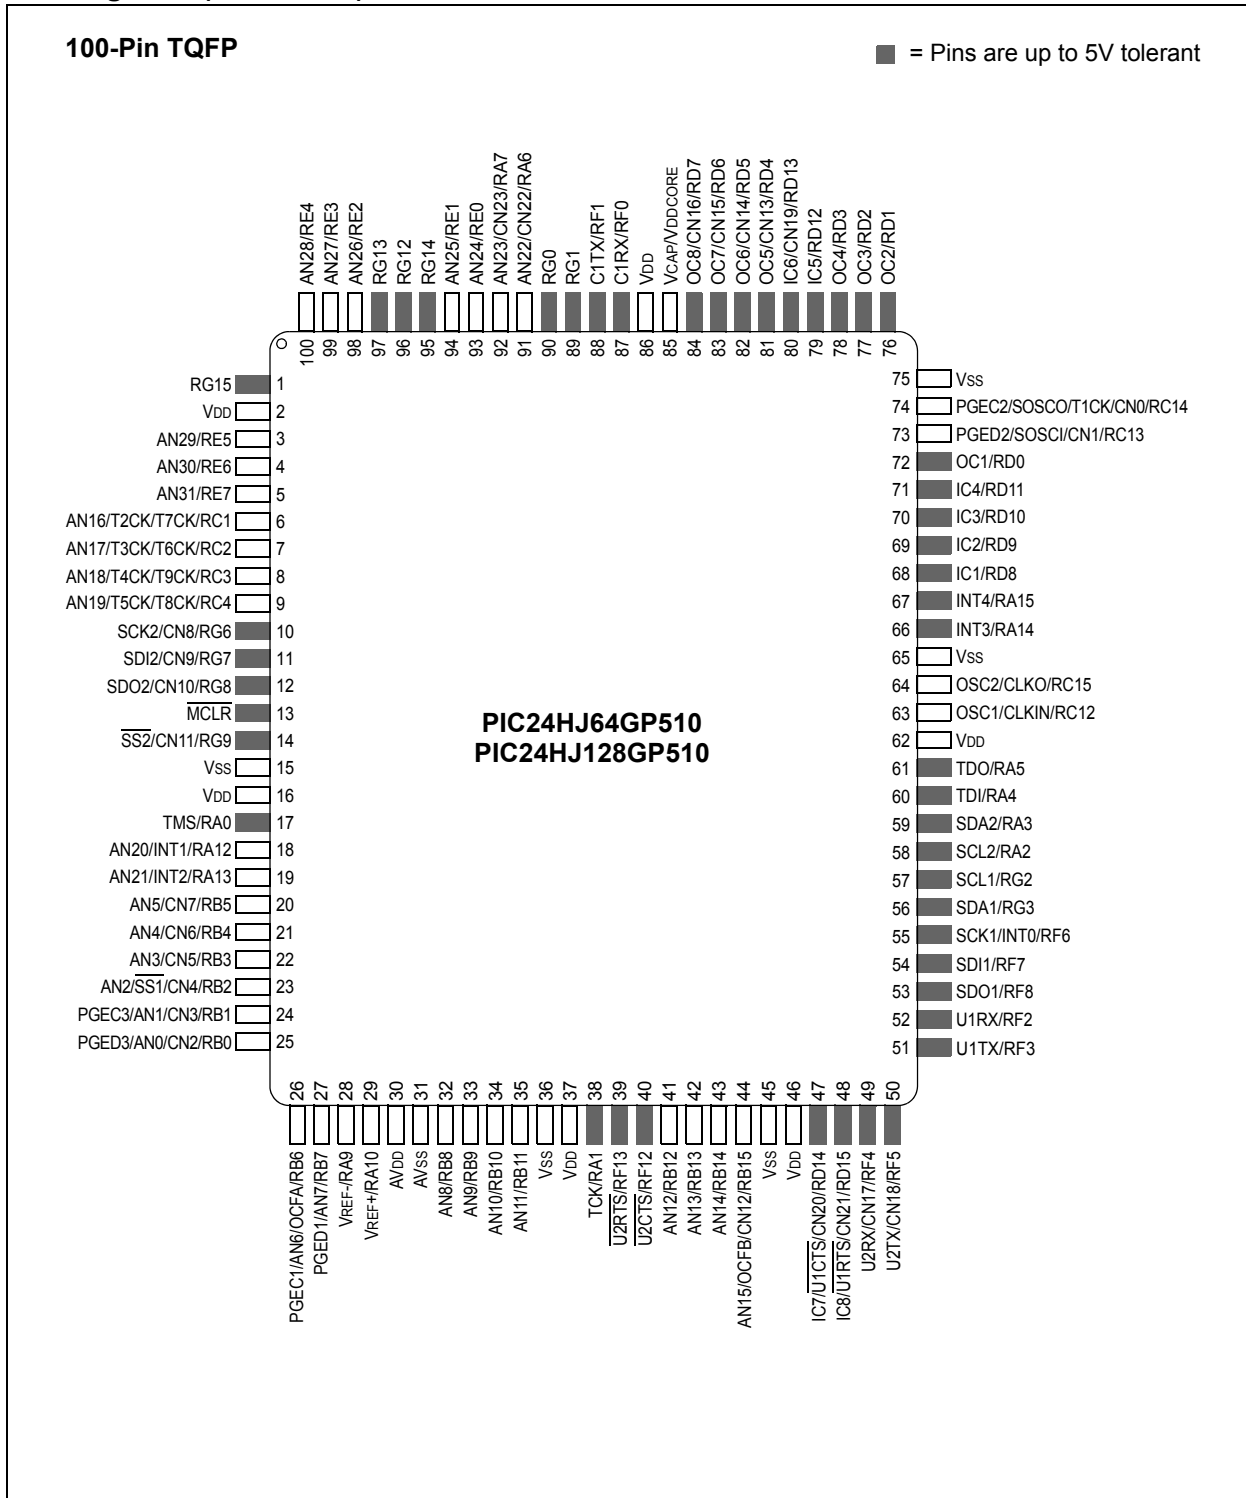 100-Pin TQFP
= Pins are up to 5V tolerant
AN28/RE4
AN27/RE3
AN26/RE2
RG13
RG12
RG14
AN25/RE1
AN24/RE0
AN23/CN23/RA7
AN22/CN22/RA6
RG0
RG1
C1TX/RF1
C1RX/RF0
VDD
VCAP/VDDCORE
OC8/CN16/RD7
OC7/CN15/RD6
OC6/CN14/RD5
OC5/CN13/RD4
IC6/CN19/RD13
IC5/RD12
OC4/RD3
OC3/RD2
OC2/RD1
100
99
98
97
96
95
94
93
92
91
90
89
88
87
86
85
84
83
82
81
80
79
78
77
76
RG15 1
VDD 2
AN29/RE5 3
AN30/RE6 4
AN31/RE7 5
AN16/T2CK/T7CK/RC1 6
AN17/T3CK/T6CK/RC2 7
AN18/T4CK/T9CK/RC3 8
AN19/T5CK/T8CK/RC4 9
SCK2/CN8/RG6 10
SDI2/CN9/RG7 11
SDO2/CN10/RG8 12
MCLR 13
SS2/CN11/RG9 14
VSS 15
VDD 16
TMS/RA0 17
AN20/INT1/RA12 18
AN21/INT2/RA13 19
AN5/CN7/RB5 20
AN4/CN6/RB4 21
AN3/CN5/RB3 22
AN2/SS1/CN4/RB2 23
PGEC3/AN1/CN3/RB1 24
PGED3/AN0/CN2/RB0 25
PIC24HJ64GP510
PIC24HJ128GP510
75 VSS
74 PGEC2/SOSCO/T1CK/CN0/RC14
73 PGED2/SOSCI/CN1/RC13
72 OC1/RD0
71 IC4/RD11
70 IC3/RD10
69 IC2/RD9
68 IC1/RD8
67 INT4/RA15
66 INT3/RA14
65 VSS
64 OSC2/CLKO/RC15
63 OSC1/CLKIN/RC12
62 VDD
61 TDO/RA5
60 TDI/RA4
59 SDA2/RA3
58 SCL2/RA2
57 SCL1/RG2
56 SDA1/RG3
55 SCK1/INT0/RF6
54 SDI1/RF7
53 SDO1/RF8
52 U1RX/RF2
51 U1TX/RF3
26
27
28
29
30
31
32
33
34
35
36
37
38
39
40
41
42
43
44
45
46
47
48
49
50
PGEC1/AN6/OCFA/RB6
PGED1/AN7/RB7
VREF-/RA9
VREF+/RA10
AVDD
AVSS
AN8/RB8
AN9/RB9
AN10/RB10
AN11/RB11
VSS
VDD
TCK/RA1
U2RTS/RF13
U2CTS/RF12
AN12/RB12
AN13/RB13
AN14/RB14
AN15/OCFB/CN12/RB15
VSS
VDD
IC7/U1CTS/CN20/RD14
IC8/U1RTS/CN21/RD15
U2RX/CN17/RF4
U2TX/CN18/RF5